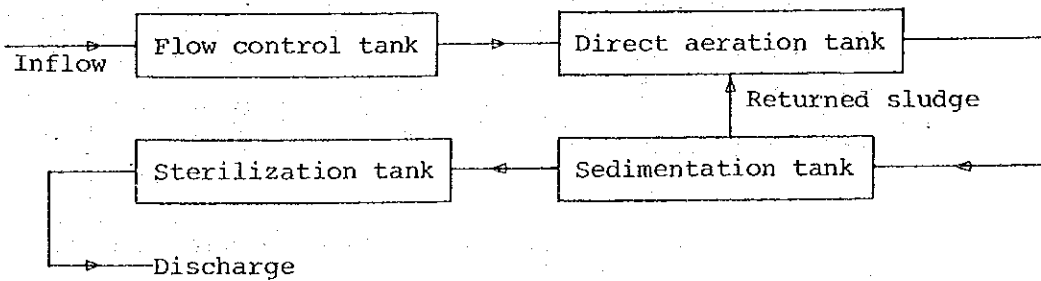 Inflow
Flow control tank
Direct aeration tank
Returned sludge
Sterilization tank
Sedimentation tank
Discharge